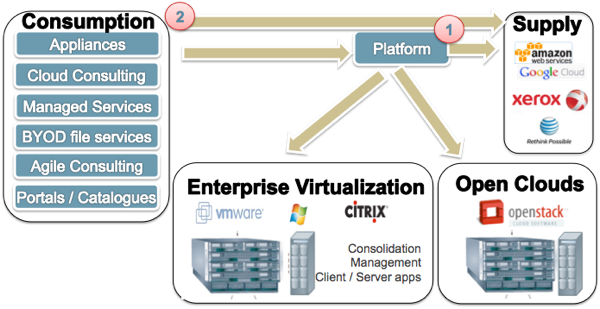 Consumption
Appliances
Cloud Consulting
Managed Services
BYOD file services
Agile Consulting
Portals / Catalogues
2
Platform
1
Supply
amazon
web services
Google Cloud
xerox
at&t
Rethink Possible
Enterprise Virtualization
vmware
CITRIX
Consolidation
Management
Client / Server apps
Open Clouds
openstack
CLOUD SOFTWARE